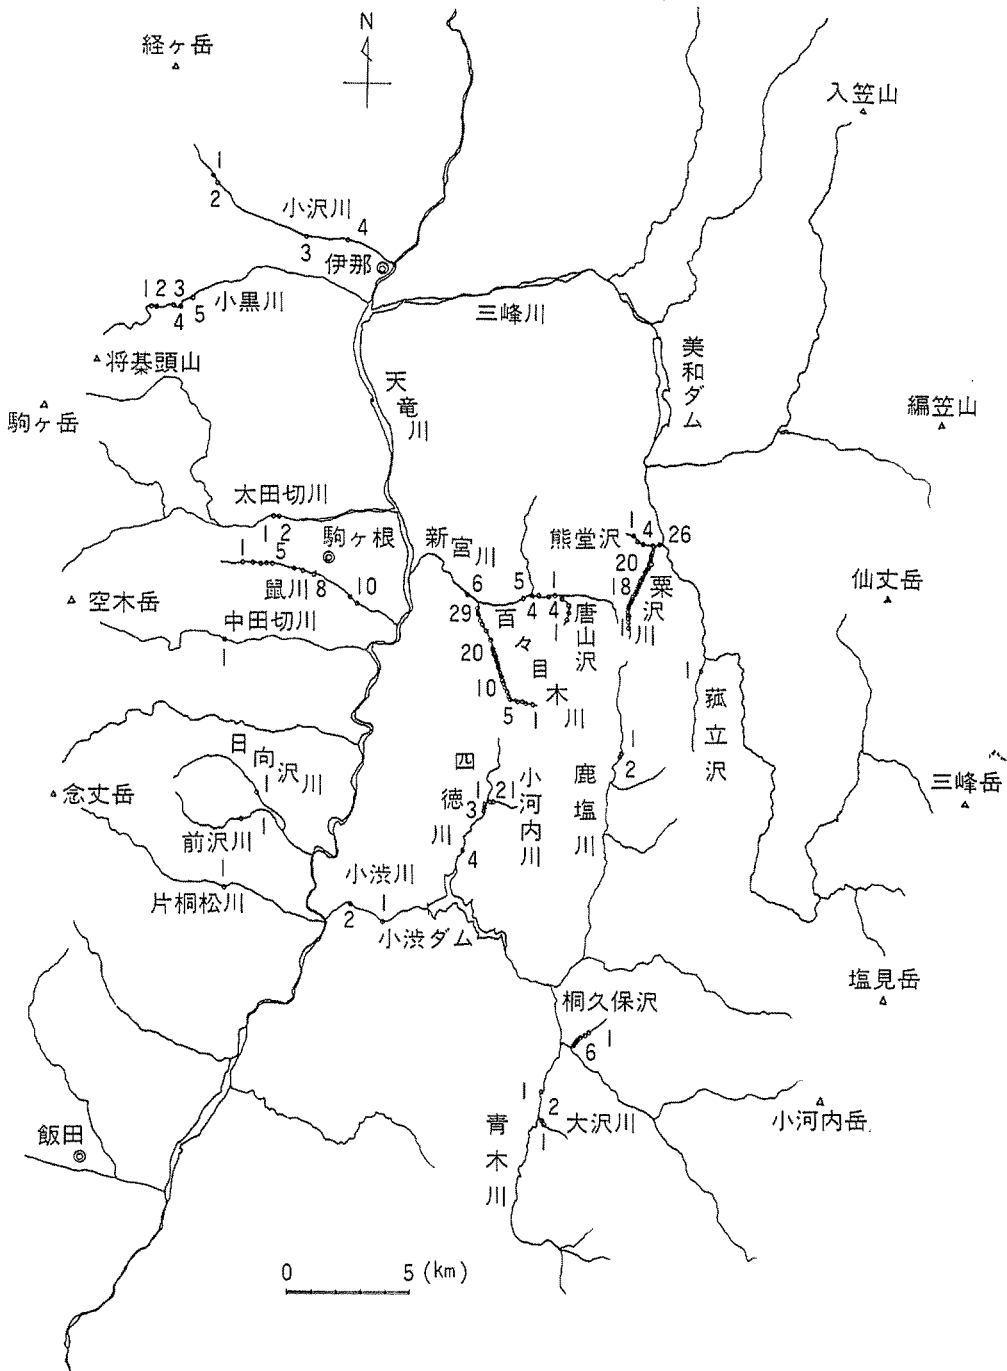 N
経ヶ岳
入笠山
1
2
小沢川
3
4
伊那
1 2 3
4
5
小黒川
三峰川
将棊頭山
駒ヶ岳
天竜川
美和ダム
編笠山
太田切川
1 2
駒ヶ根
1
5
鼠川
8
10
空木岳
中田切川
1
新宮川
6
5
4
1
4
唐山沢
1
熊堂沢
1
4
26
20
18
1
栗沢川
仙丈岳
29
20
10
5
1
百々目木川
1
菰立沢
日向沢川
1
念丈岳
前沢川
1
1
片桐松川
四徳川
1
2 1
3
4
小河内川
鹿塩川
1
2
三峰岳
小渋川
2
1
小渋ダム
塩見岳
桐久保沢
1
6
1
2
大沢川
1
青木川
小河内岳
飯田
0 5 (km)